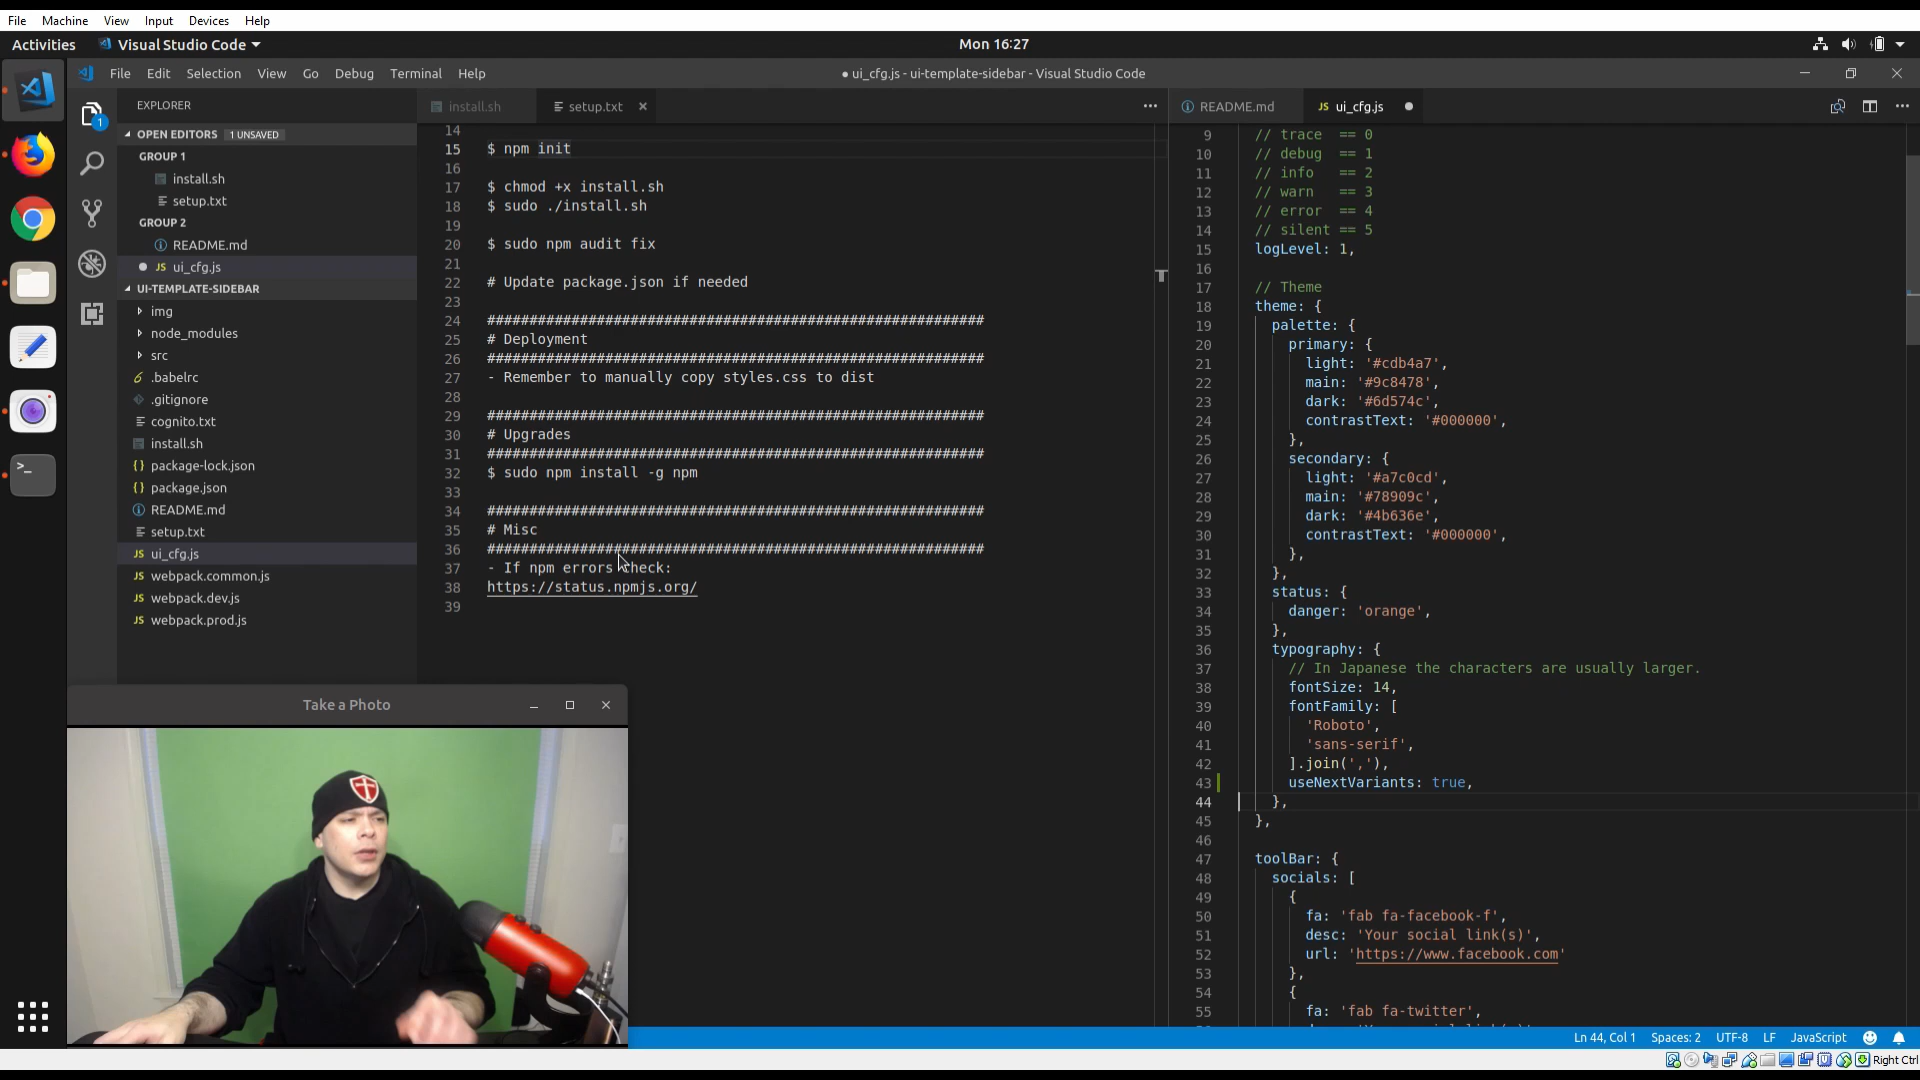 File Machine View Input Devices Help
Activities Visual Studio Code Mon 16:27
File Edit Selection View Go Debug Terminal Help ● ui_cfg.js - ui-template-sidebar - Visual Studio Code
EXPLORER
OPEN EDITORS 1 UNSAVED
GROUP 1
install.sh
setup.txt
GROUP 2
README.md
ui_cfg.js
UI-TEMPLATE-SIDEBAR
img
node_modules
src
.babelrc
.gitignore
cognito.txt
install.sh
package-lock.json
package.json
README.md
setup.txt
ui_cfg.js
webpack.common.js
webpack.dev.js
webpack.prod.js
1
install.sh setup.txt
14
15 $ npm init
16
17 $ chmod +x install.sh
18 $ sudo ./install.sh
19
20 $ sudo npm audit fix
21
22 # Update package.json if needed
23
24 ###########################################################
25 # Deployment
26 ###########################################################
27 - Remember to manually copy styles.css to dist
28
29 ###########################################################
30 # Upgrades
31 ###########################################################
32 $ sudo npm install -g npm
33
34 ###########################################################
35 # Misc
36 ###########################################################
37 - If npm errors check:
38 https://status.npmjs.org/
39
README.md JS ui_cfg.js
9 // trace == 0
10 // debug == 1
11 // info == 2
12 // warn == 3
13 // error == 4
14 // silent == 5
15 logLevel: 1,
16
17 // Theme
18 theme: {
19 palette: {
20 primary: {
21 light: '#cdb4a7',
22 main: '#9c8478',
23 dark: '#6d574c',
24 contrastText: '#000000',
25 },
26 secondary: {
27 light: '#a7c0cd',
28 main: '#78909c',
29 dark: '#4b636e',
30 contrastText: '#000000',
31 },
32 },
33 status: {
34 danger: 'orange',
35 },
36 typography: {
37 // In Japanese the characters are usually larger.
38 fontSize: 14,
39 fontFamily: [
40 'Roboto',
41 'sans-serif',
42 ].join(','),
43 useNextVariants: true,
44 },
45 },
46
47 toolBar: {
48 socials: [
49 {
50 fa: 'fab fa-facebook-f',
51 desc: 'Your social link(s)',
52 url: 'https://www.facebook.com'
53 },
54 {
55 fa: 'fab fa-twitter',
Take a Photo
Ln 44, Col 1 Spaces: 2 UTF-8 LF JavaScript
Right Ctrl